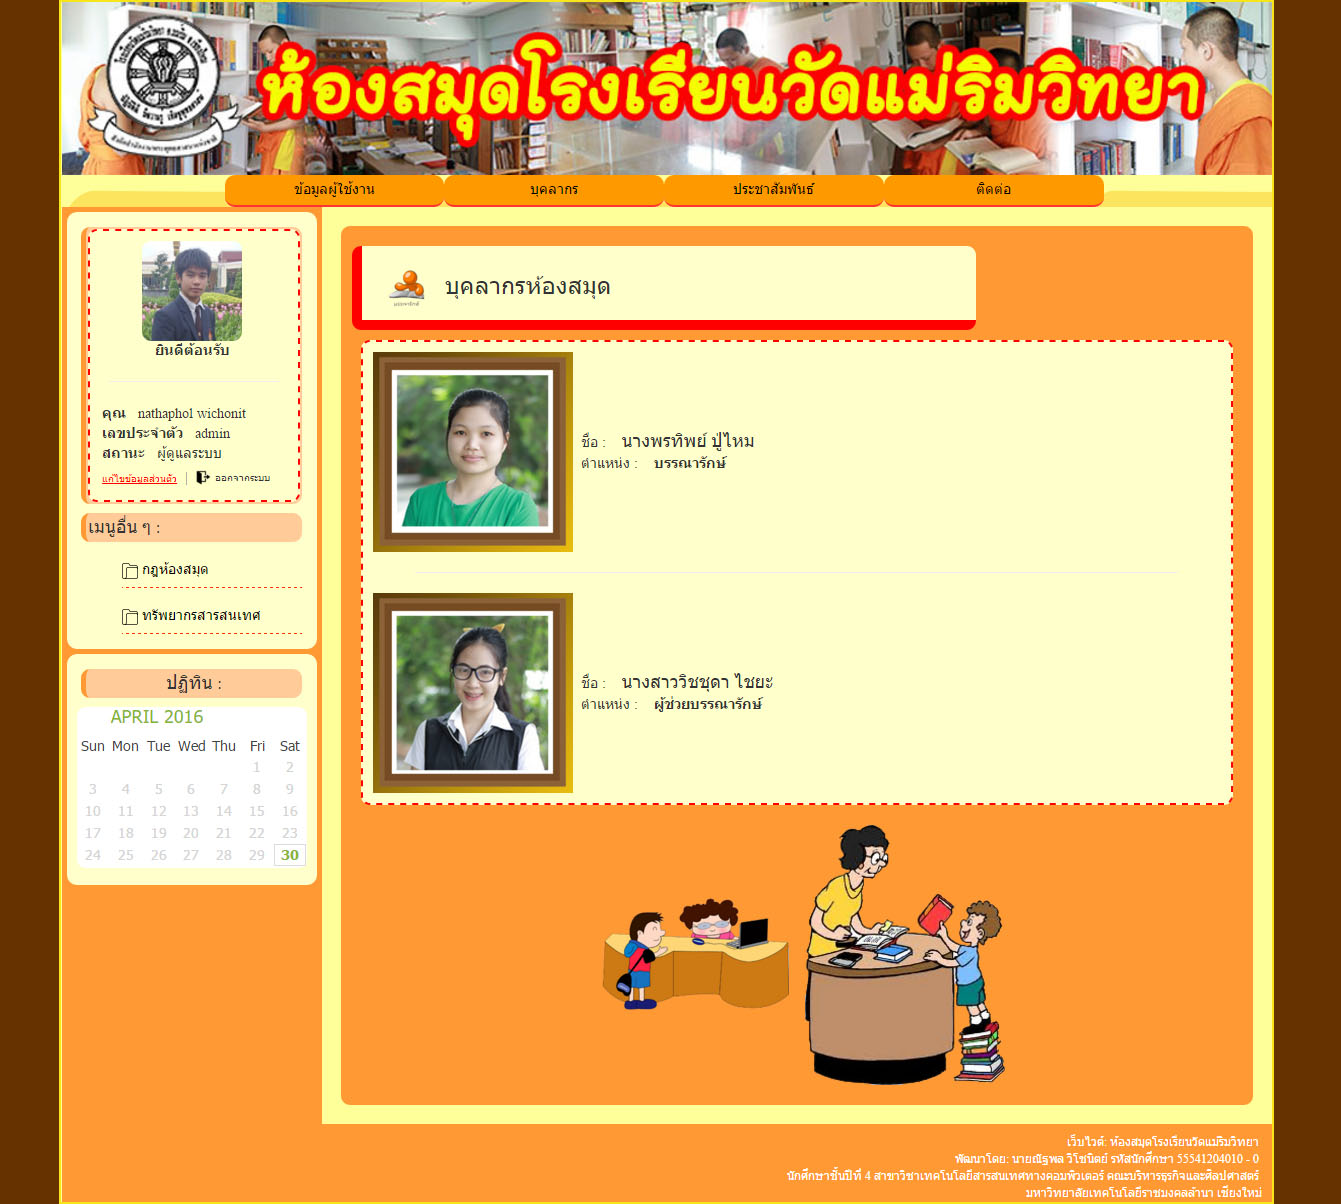 ห้องสมุดโรงเรียนวัดแม่ริมวิทยา
ข้อมูลผู้ใช้งาน
บุคลากร
ประชาสัมพันธ์
ติดต่อ
ยินดีต้อนรับ
คุณ nathaphol wichonit
เลขประจำตัว admin
สถานะ ผู้ดูแลระบบ
แก้ไขข้อมูลส่วนตัว
ออกจากระบบ
เมนูอื่น ๆ :
กฎห้องสมุด
ทรัพยากรสารสนเทศ
ปฏิทิน :
APRIL 2016
Sun Mon Tue Wed Thu Fri Sat
1 2
3 4 5 6 7 8 9
10 11 12 13 14 15 16
17 18 19 20 21 22 23
24 25 26 27 28 29 30
บุคลากรห้องสมุด
ชื่อ : นางพรทิพย์ ปู่ไหม
ตำแหน่ง : บรรณารักษ์
ชื่อ : นางสาววิชชุดา ไชยะ
ตำแหน่ง : ผู้ช่วยบรรณารักษ์
เว็บไวต์: ห้องสมุดโรงเรียนวัดแม่ริมวิทยา
พัฒนาโดย: นายณัฐพล วิโชนิตย์ รหัสนักศึกษา 55541204010 - 0
นักศึกษาชั้นปีที่ 4 สาขาวิชาเทคโนโลยีสารสนเทศทางคอมพิวเตอร์ คณะบริหารธุรกิจและศิลปศาสตร์
มหาวิทยาลัยเทคโนโลยีราชมงคลล้านนา เชียงใหม่